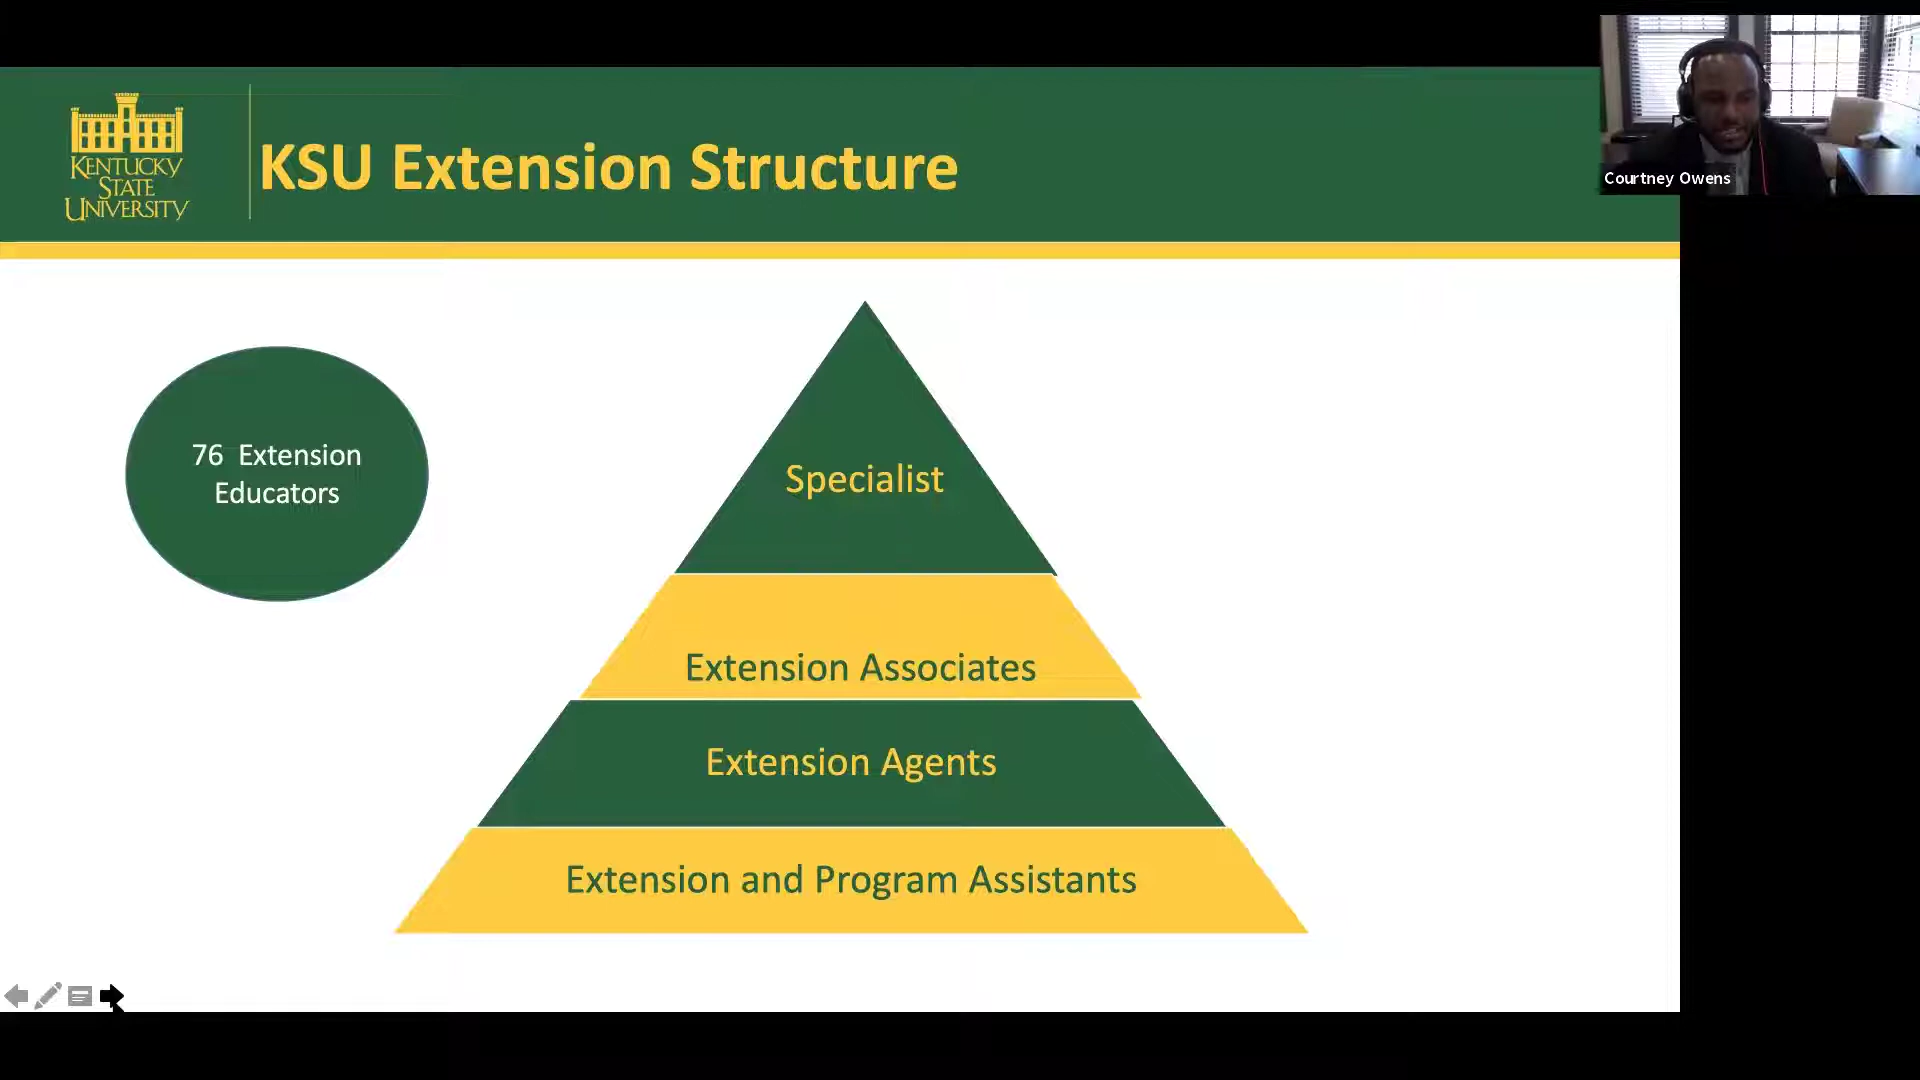 KENTUCKY
STATE
UNIVERSITY
KSU Extension Structure
Courtney Owens
76 Extension
Educators
Specialist
Extension Associates
Extension Agents
Extension and Program Assistants